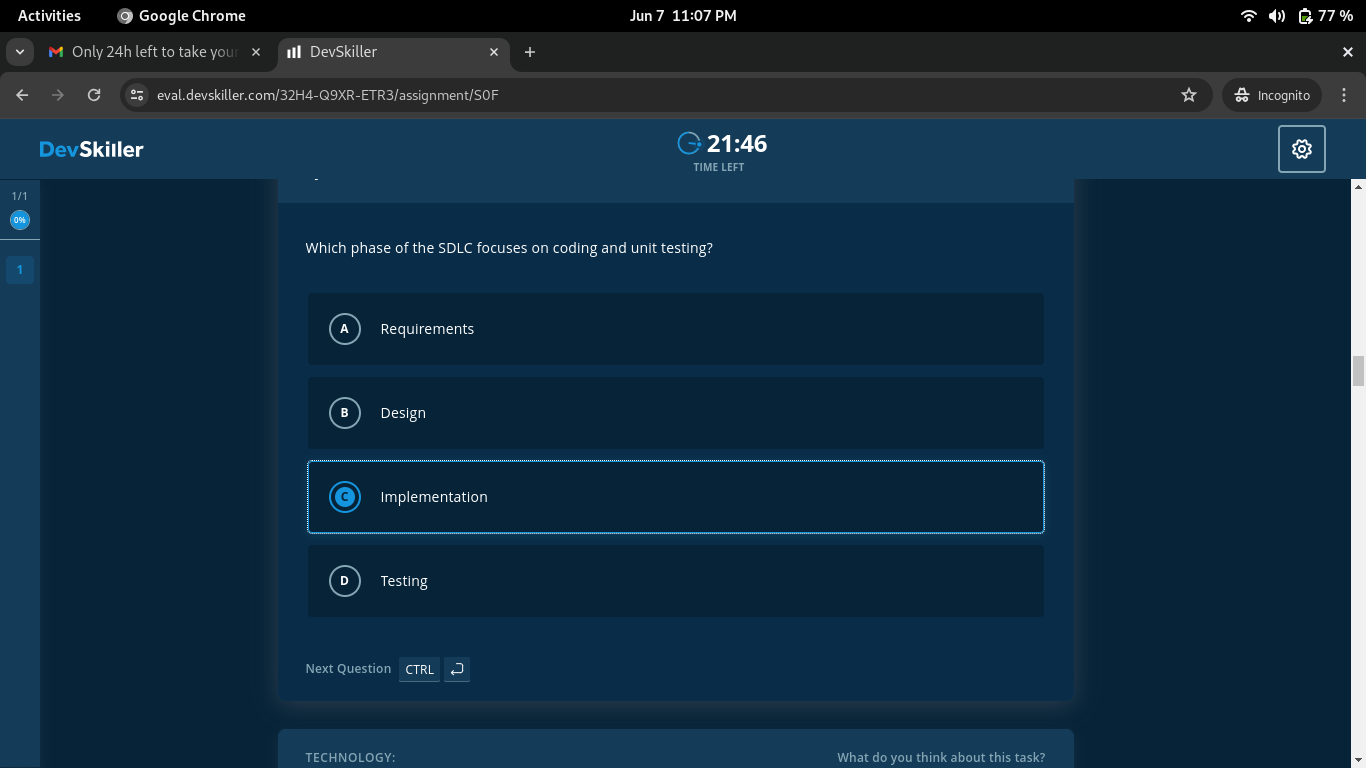 Activities Google Chrome Jun 7 11:07 PM 77 %
Only 24h left to take your DevSkiller
eval.devskiller.com/32H4-Q9XR-ETR3/assignment/S0F Incognito
DevSkiller 21:46
TIME LEFT
1/1
0%
1
Which phase of the SDLC focuses on coding and unit testing?
A Requirements
B Design
C Implementation
D Testing
Next Question CTRL
TECHNOLOGY: What do you think about this task?